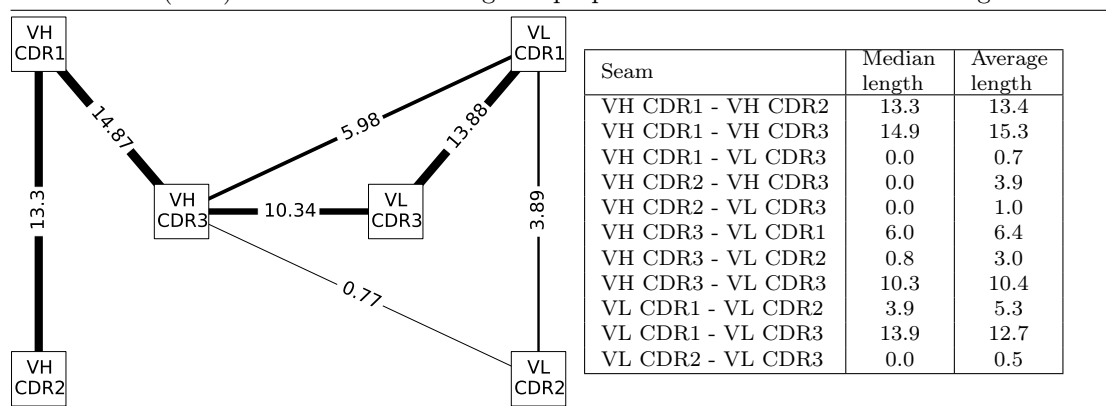 VH
CDR1
VL
CDR1
14.87
5.98
13.88
13.3
VH
CDR3
10.34
VL
CDR3
3.89
0.77
VH
CDR2
VL
CDR2
Seam Median length Average length
VH CDR1 - VH CDR2 13.3 13.4
VH CDR1 - VH CDR3 14.9 15.3
VH CDR1 - VL CDR3 0.0 0.7
VH CDR2 - VH CDR3 0.0 3.9
VH CDR2 - VL CDR3 0.0 1.0
VH CDR3 - VL CDR1 6.0 6.4
VH CDR3 - VL CDR2 0.8 3.0
VH CDR3 - VL CDR3 10.3 10.4
VL CDR1 - VL CDR2 3.9 5.3
VL CDR1 - VL CDR3 13.9 12.7
VL CDR2 - VL CDR3 0.0 0.5